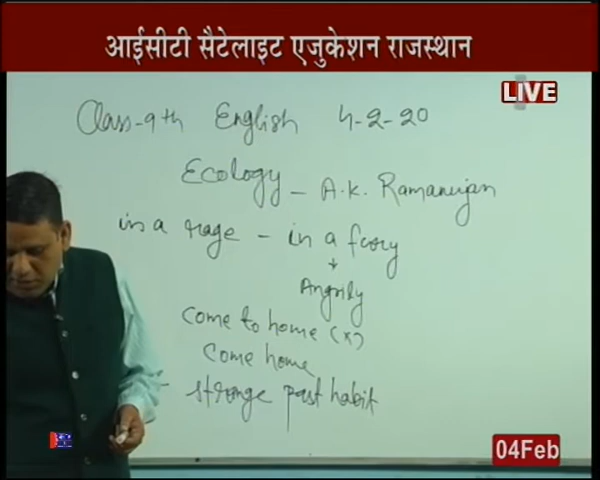 आईसीटी सैटेलाइट एजुकेशन राजस्थान
LIVE
Class-9th English 4-2-20
Ecology - A.K. Ramanujan
in a rage - in a fury
Angrily
come to home (x)
come home
stronge past habit
04Feb